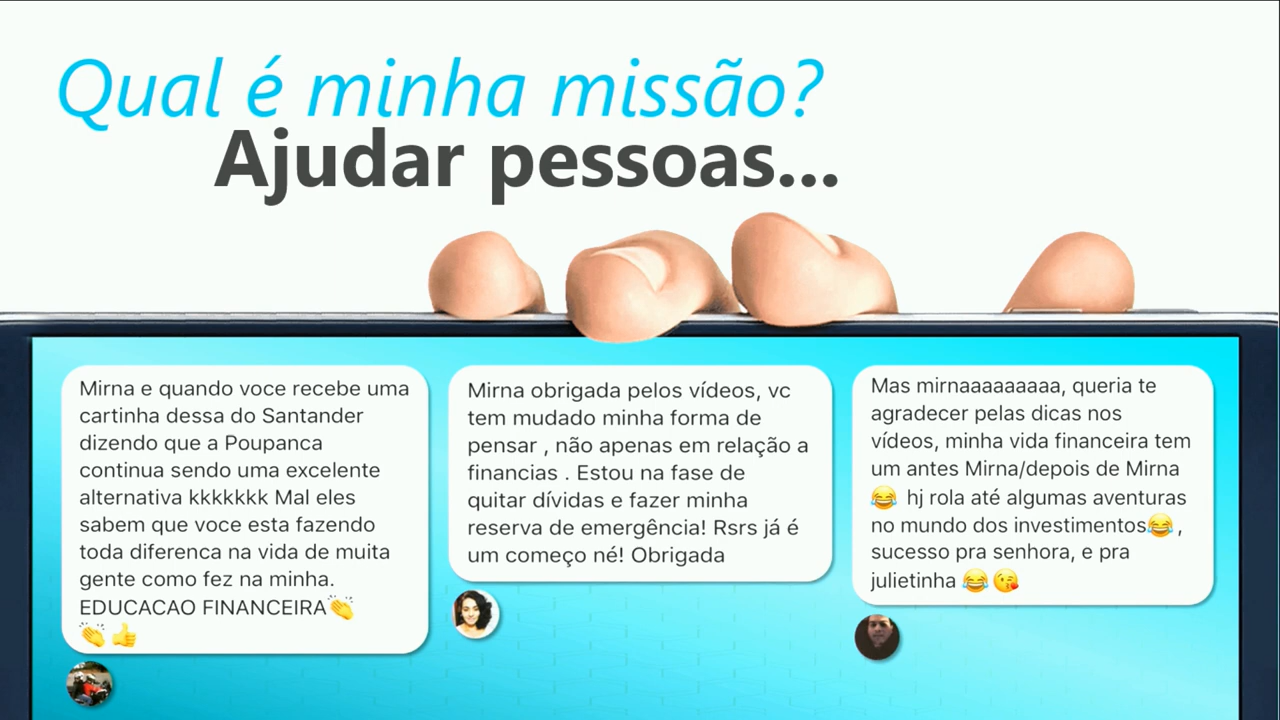 Qual é minha missão?
Ajudar pessoas...
Mirna e quando voce recebe uma
cartinha dessa do Santander
dizendo que a Poupanca
continua sendo uma excelente
alternativa kkkkkkk Mal eles
sabem que voce esta fazendo
toda diferenca na vida de muita
gente como fez na minha.
EDUCACAO FINANCEIRA👏
👏👍
Mirna obrigada pelos vídeos, vc
tem mudado minha forma de
pensar , não apenas em relação a
financias . Estou na fase de
quitar dívidas e fazer minha
reserva de emergência! Rsrs já é
um começo né! Obrigada
Mas mirnaaaaaaaaa, queria te
agradecer pelas dicas nos
vídeos, minha vida financeira tem
um antes Mirna/depois de Mirna
😂 hj rola até algumas aventuras
no mundo dos investimentos😂 ,
sucesso pra senhora, e pra
julietinha 😂😘